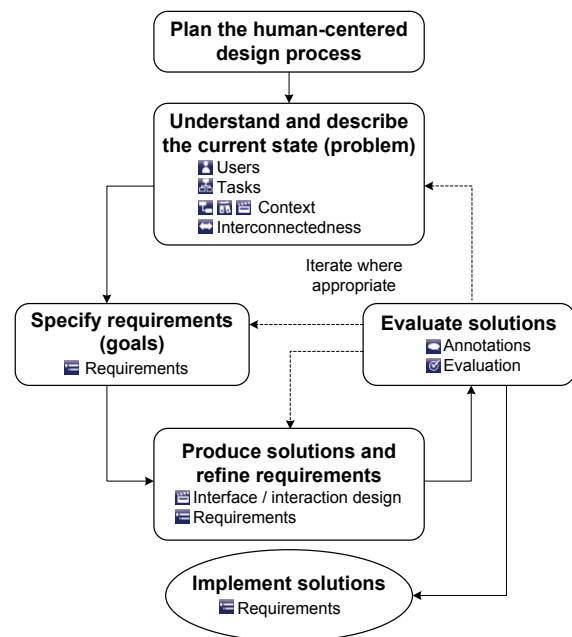 Plan the human-centered
design process
Understand and describe
the current state (problem)
Users
Tasks
Context
Interconnectedness
Iterate where
appropriate
Specify requirements
(goals)
Requirements
Evaluate solutions
Annotations
Evaluation
Produce solutions and
refine requirements
Interface / interaction design
Requirements
Implement solutions
Requirements